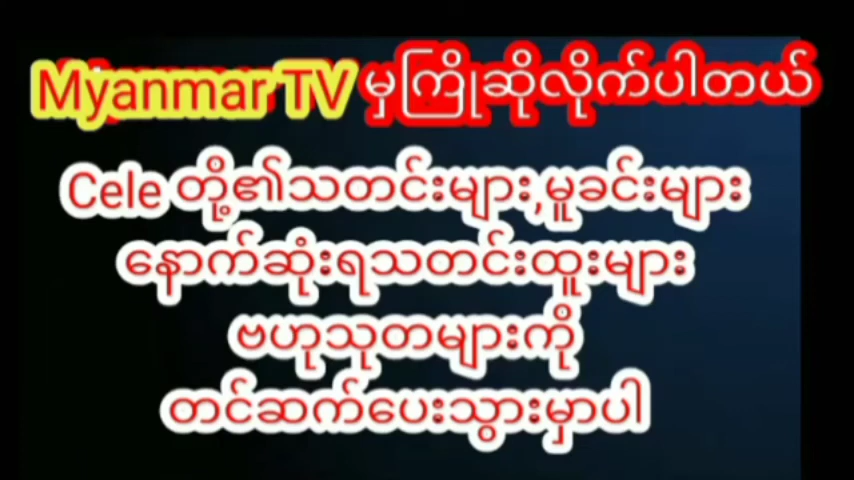 Myanmar TV မှကြိုဆိုလိုက်ပါတယ်
Cele တို့၏သတင်းများ,မူခင်းများ
နောက်ဆုံးရသတင်းထူးများ
ဗဟုသုတများကို
တင်ဆက်ပေးသွားမှာပါ